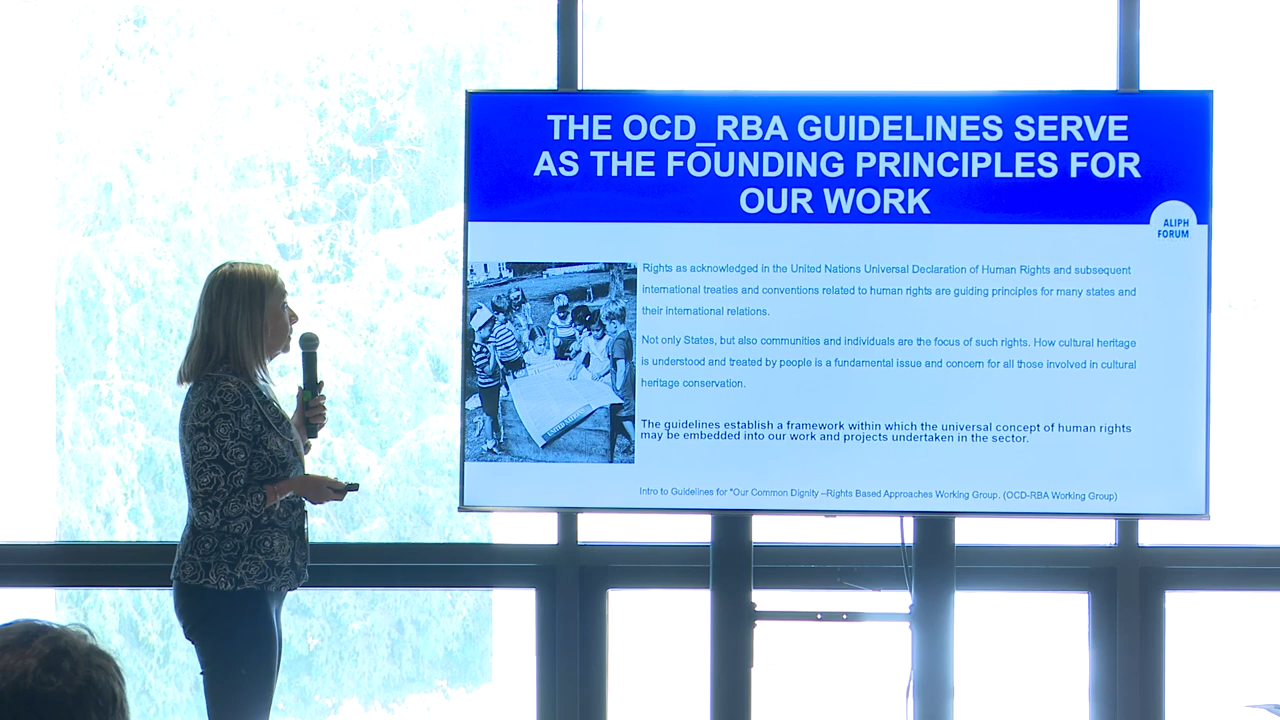 THE OCD_RBA GUIDELINES SERVE
AS THE FOUNDING PRINCIPLES FOR
OUR WORK
ALIPH
FORUM
Rights as acknowledged in the United Nations Universal Declaration of Human Rights and subsequent
international treaties and conventions related to human rights are guiding principles for many states and
their international relations.
Not only States, but also communities and individuals are the focus of such rights. How cultural heritage
is understood and treated by people is a fundamental issue and concern for all those involved in cultural
heritage conservation.
The guidelines establish a framework within which the universal concept of human rights
may be embedded into our work and projects undertaken in the sector.
UNITED NATIONS
Intro to Guidelines for "Our Common Dignity –Rights Based Approaches Working Group. (OCD-RBA Working Group)